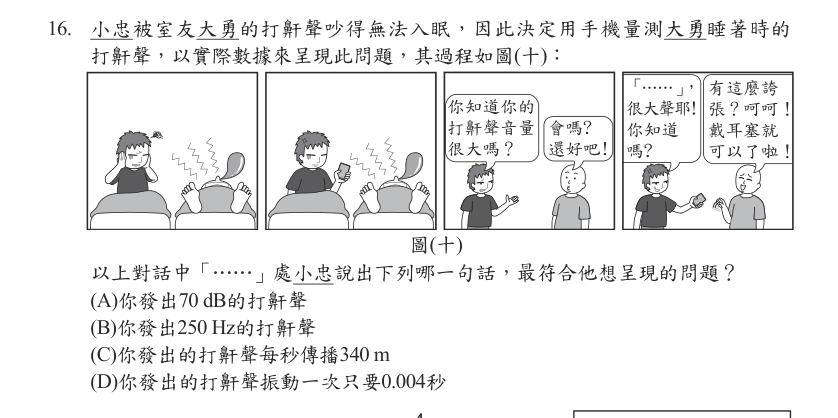 16. 小忠被室友大勇的打鼾聲吵得無法入眠，因此決定用手機量測大勇睡著時的
打鼾聲，以實際數據來呈現此問題，其過程如圖(十)：
你知道你的
打鼾聲音量
很大嗎？
會嗎?
還好吧!
「……」,
很大聲耶!
你知道
嗎?
有這麼誇
張？呵呵！
戴耳塞就
可以了啦！
圖(十)
以上對話中「……」處小忠說出下列哪一句話，最符合他想呈現的問題？
(A)你發出70 dB的打鼾聲
(B)你發出250 Hz的打鼾聲
(C)你發出的打鼾聲每秒傳播340 m
(D)你發出的打鼾聲振動一次只要0.004秒